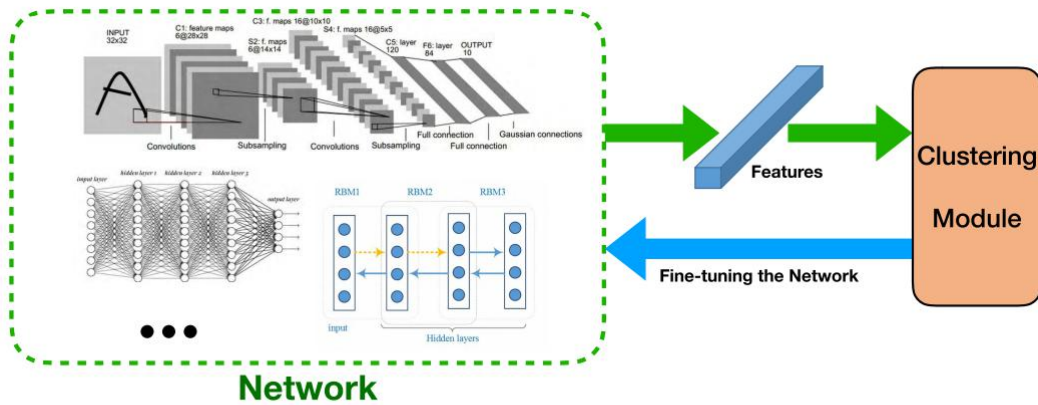 INPUT
32x32
C1: feature maps
6@28x28
S2: f. maps
6@14x14
C3: f. maps 16@10x10
S4: f. maps 16@5x5
C5: layer
120
F6: layer
84
OUTPUT
10
Convolutions
Subsampling
Convolutions
Subsampling
Full connection
Full connection
Gaussian connections
A
input layer
hidden layer 1
hidden layer 2
hidden layer 3
output layer
RBM1
RBM2
RBM3
input
Hidden layers
Network
Features
Fine-tuning the Network
Clustering
Module